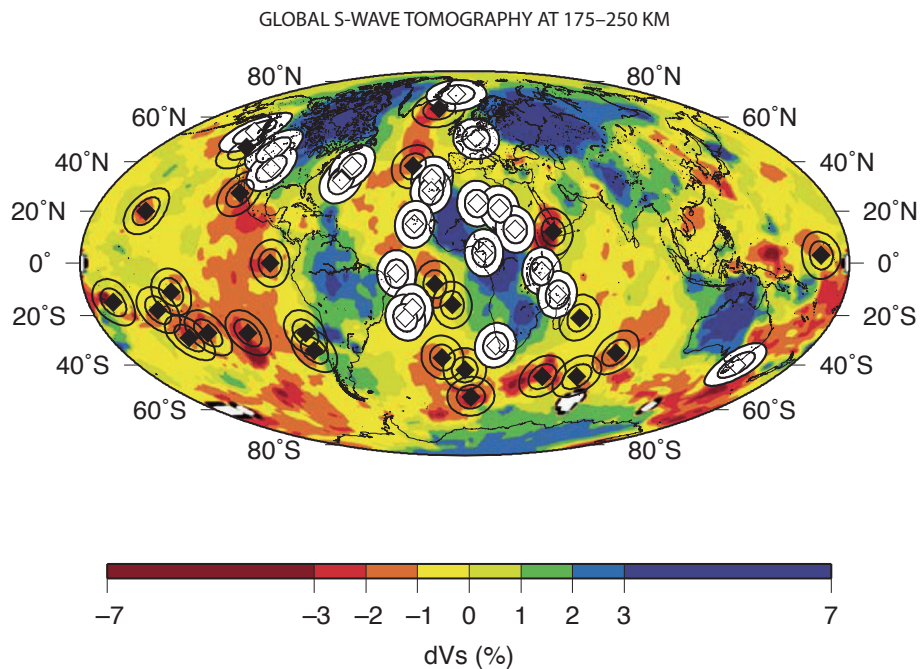 GLOBAL S-WAVE TOMOGRAPHY AT 175–250 KM
80˚N 80˚N
60˚N 60˚N
40˚N 40˚N
20˚N 20˚N
0˚ 0˚
20˚S 20˚S
40˚S 40˚S
60˚S 60˚S
80˚S 80˚S
−7 −3 −2 −1 0 1 2 3 7
dVs (%)